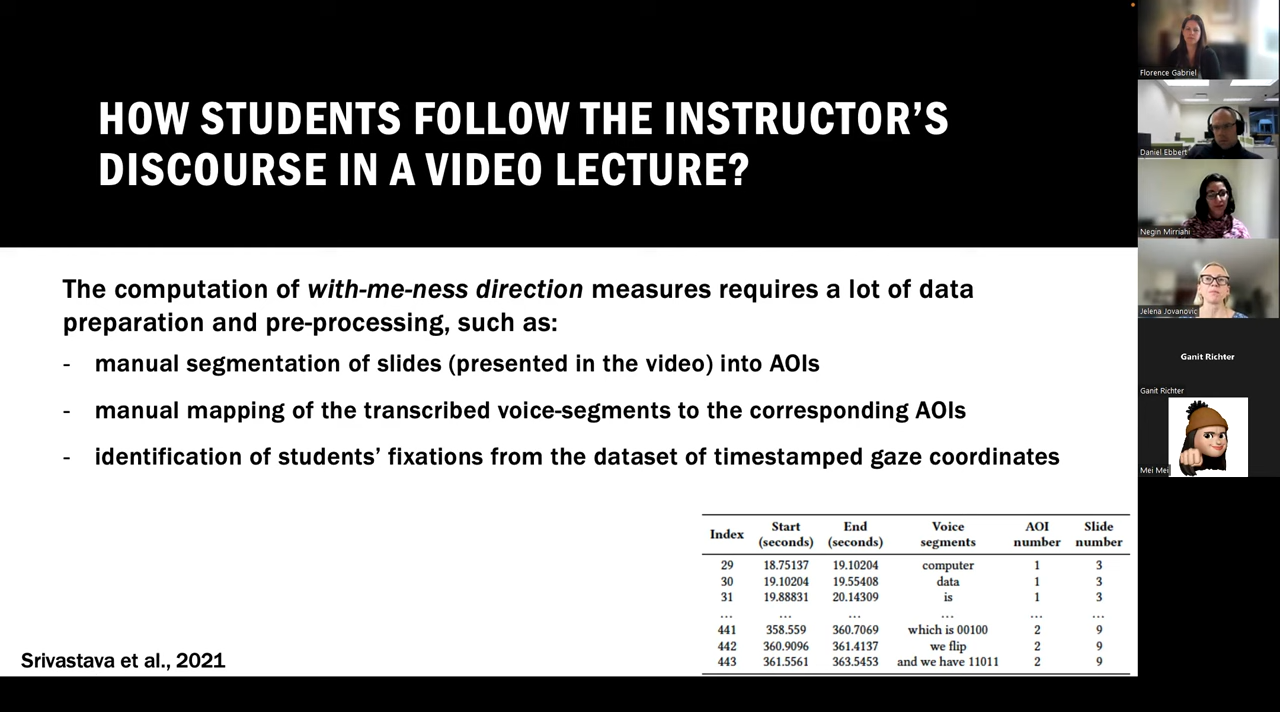 HOW STUDENTS FOLLOW THE INSTRUCTOR'S
DISCOURSE IN A VIDEO LECTURE?
The computation of with-me-ness direction measures requires a lot of data
preparation and pre-processing, such as:
- manual segmentation of slides (presented in the video) into AOIs
- manual mapping of the transcribed voice-segments to the corresponding AOIs
- identification of students' fixations from the dataset of timestamped gaze coordinates
Index Start (seconds) End (seconds) Voice segments AOI number Slide number
29 18.75137 19.10204 computer 1 3
30 19.10204 19.55408 data 1 3
31 19.88831 20.14309 is 1 3
... ... ... ... ... ...
441 358.559 360.7069 which is 00100 2 9
442 360.9096 361.4137 we flip 2 9
443 361.5561 363.5453 and we have 11011 2 9
Srivastava et al., 2021
Florence Gabriel
Daniel Ebbert
Negin Mirriahi
Jelena Jovanovic
Ganit Richter
Ganit Richter
Mei Mei